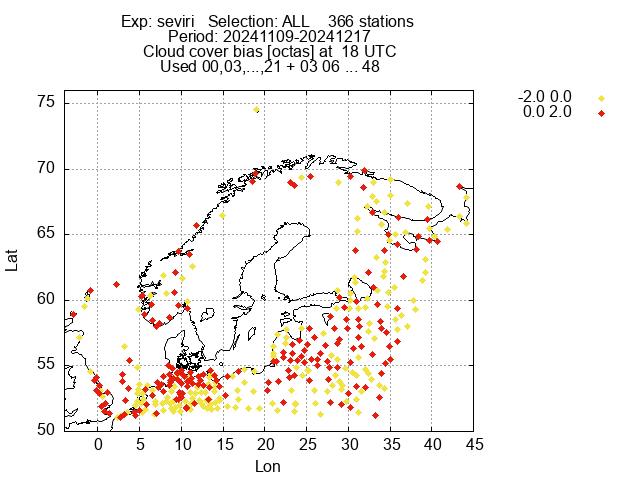 Exp: seviri   Selection: ALL    366 stations
Period: 20241109-20241217
Cloud cover bias [octas] at  18 UTC
Used 00,03,...,21 + 03 06 ... 48
-2.0 0.0
0.0 2.0
75
70
65
60
55
50
Lat
0 5 10 15 20 25 30 35 40 45
Lon